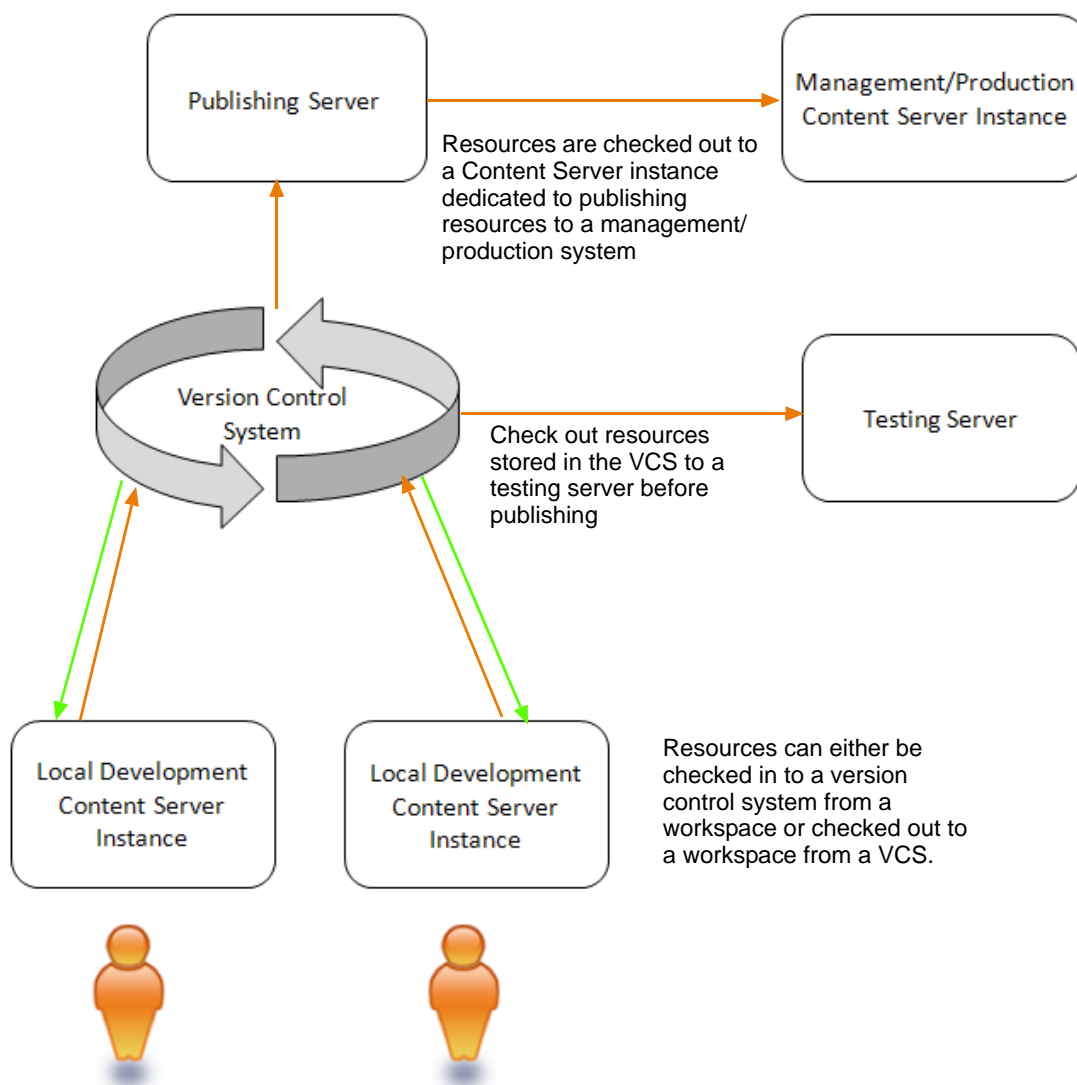 Publishing Server
Management/Production
Content Server Instance
Resources are checked out to
a Content Server instance
dedicated to publishing
resources to a management/
production system
Version Control
System
Testing Server
Check out resources
stored in the VCS to a
testing server before
publishing
Local Development
Content Server
Instance
Local Development
Content Server
Instance
Resources can either be
checked in to a version
control system from a
workspace or checked out to
a workspace from a VCS.